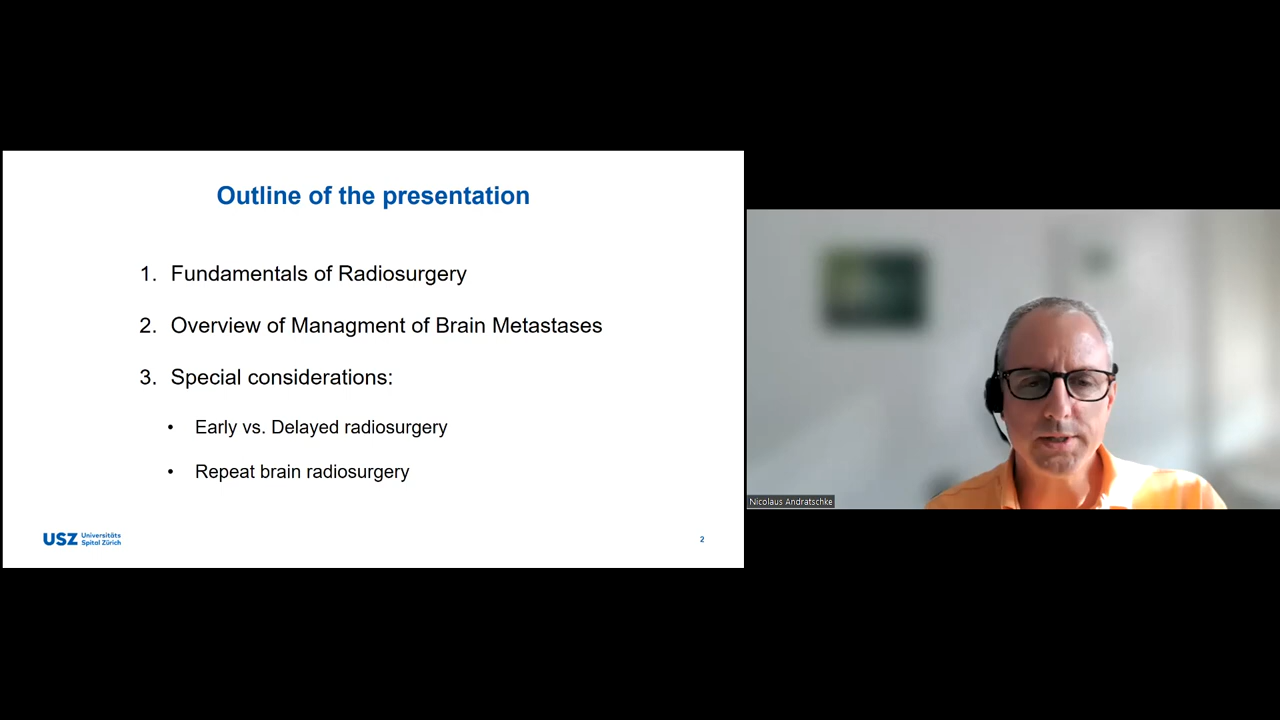 Outline of the presentation
1. Fundamentals of Radiosurgery
2. Overview of Managment of Brain Metastases
3. Special considerations:
• Early vs. Delayed radiosurgery
• Repeat brain radiosurgery
USZ Universitäts
Spital Zürich
2
Nicolaus Andratschke